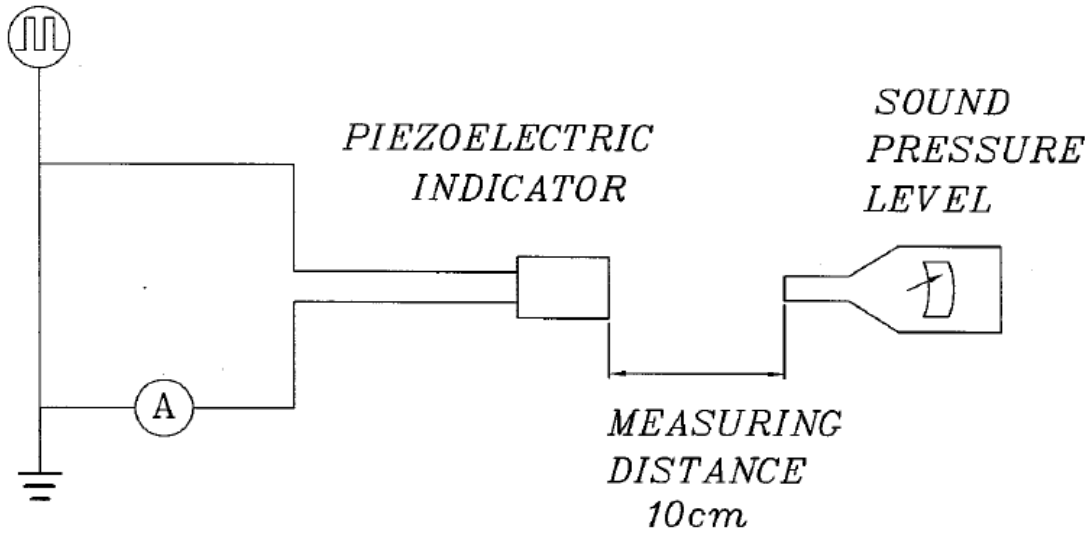 PIEZOELECTRIC
INDICATOR
SOUND
PRESSURE
LEVEL
A
MEASURING
DISTANCE
10cm